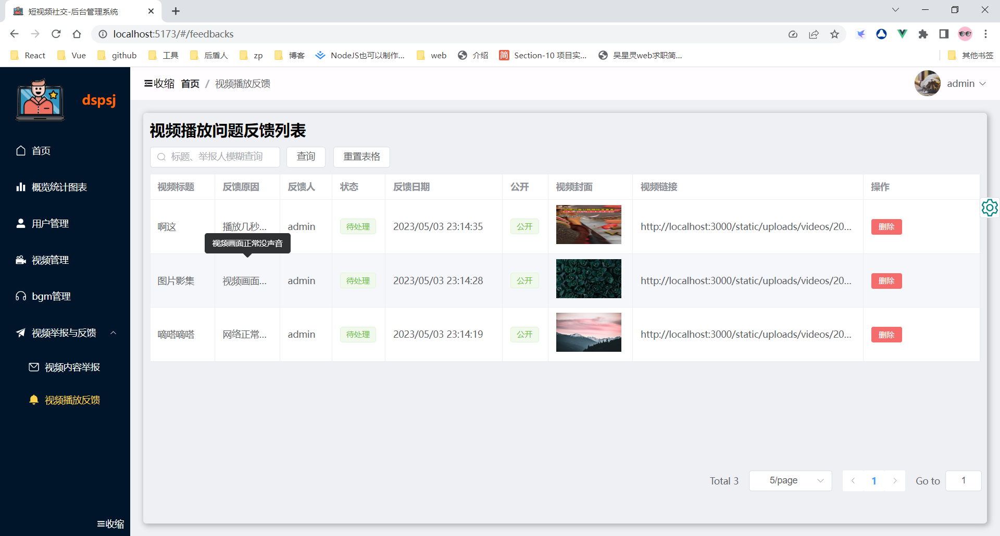 短视频社交-后台管理系统
localhost:5173/#/feedbacks
React Vue github 工具 后盾人 zp 博客 NodeJS也可以制作... web 介绍 简 Section-10 项目实... 吴星灵web求职简... 其他书签
dspsj
首页
概览统计图表
用户管理
视频管理
bgm管理
视频举报与反馈
视频内容举报
视频播放反馈
收缩
收缩 首页 / 视频播放反馈
admin
视频播放问题反馈列表
标题、举报人模糊查询 查询 重置表格
视频标题 反馈原因 反馈人 状态 反馈日期 公开 视频封面 视频链接 操作
啊这 播放几秒... admin 待处理 2023/05/03 23:14:35 公开 http://localhost:3000/static/uploads/videos/20... 删除
视频画面正常没声音
图片影集 视频画面... admin 待处理 2023/05/03 23:14:28 公开 http://localhost:3000/static/uploads/videos/20... 删除
嘀嗒嘀嗒 网络正常... admin 待处理 2023/05/03 23:14:19 公开 http://localhost:3000/static/uploads/videos/20... 删除
Total 3 5/page 1 Go to 1